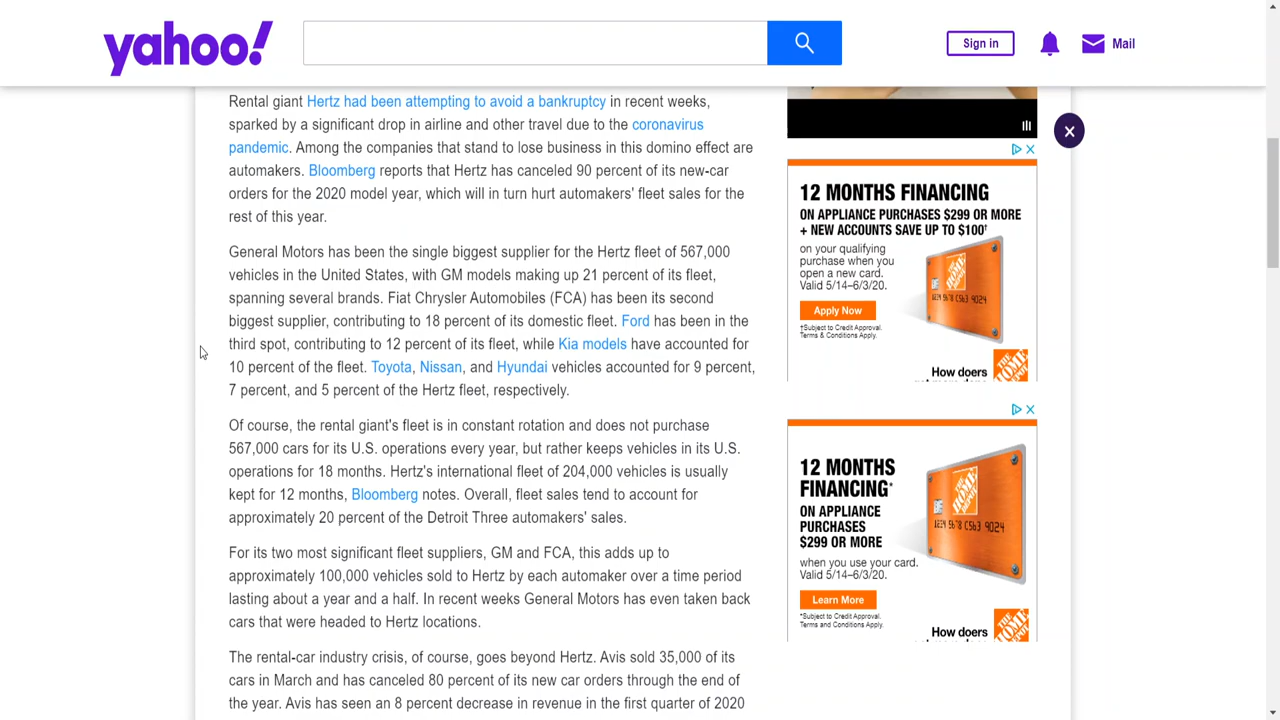 yahoo!
Sign in
Mail
Rental giant Hertz had been attempting to avoid a bankruptcy in recent weeks,
sparked by a significant drop in airline and other travel due to the coronavirus
pandemic. Among the companies that stand to lose business in this domino effect are
automakers. Bloomberg reports that Hertz has canceled 90 percent of its new-car
orders for the 2020 model year, which will in turn hurt automakers' fleet sales for the
rest of this year.
General Motors has been the single biggest supplier for the Hertz fleet of 567,000
vehicles in the United States, with GM models making up 21 percent of its fleet,
spanning several brands. Fiat Chrysler Automobiles (FCA) has been its second
biggest supplier, contributing to 18 percent of its domestic fleet. Ford has been in the
third spot, contributing to 12 percent of its fleet, while Kia models have accounted for
10 percent of the fleet. Toyota, Nissan, and Hyundai vehicles accounted for 9 percent,
7 percent, and 5 percent of the Hertz fleet, respectively.
Of course, the rental giant's fleet is in constant rotation and does not purchase
567,000 cars for its U.S. operations every year, but rather keeps vehicles in its U.S.
operations for 18 months. Hertz's international fleet of 204,000 vehicles is usually
kept for 12 months, Bloomberg notes. Overall, fleet sales tend to account for
approximately 20 percent of the Detroit Three automakers' sales.
For its two most significant fleet suppliers, GM and FCA, this adds up to
approximately 100,000 vehicles sold to Hertz by each automaker over a time period
lasting about a year and a half. In recent weeks General Motors has even taken back
cars that were headed to Hertz locations.
The rental-car industry crisis, of course, goes beyond Hertz. Avis sold 35,000 of its
cars in March and has canceled 80 percent of its new car orders through the end of
the year. Avis has seen an 8 percent decrease in revenue in the first quarter of 2020
12 MONTHS FINANCING
ON APPLIANCE PURCHASES $299 OR MORE
+ NEW ACCOUNTS SAVE UP TO $100†
on your qualifying
purchase when you
open a new card.
Valid 5/14–6/3/20.
Apply Now
†Subject to Credit Approval.
Terms & Conditions Apply.
THE HOME DEPOT
1234 5678 C563 9024
How doers
THE HOME DEPOT
12 MONTHS
FINANCING*
ON APPLIANCE
PURCHASES
$299 OR MORE
when you use your card.
Valid 5/14–6/3/20.
Learn More
*Subject to Credit Approval.
Terms and Conditions Apply.
THE HOME DEPOT
1234 5678 C563 9024
How doers
THE HOME